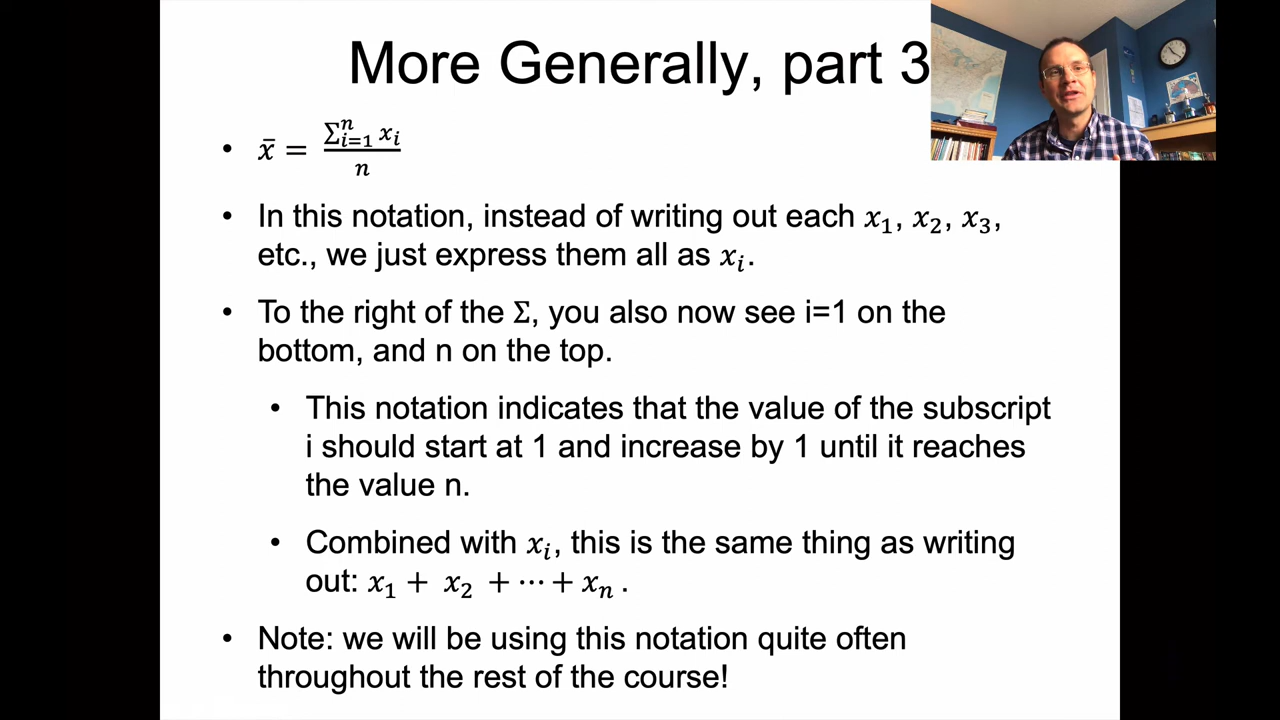 More Generally, part 3
• x̄ = \frac{∑_{i=1}^{n} x_i}{n}
• In this notation, instead of writing out each x₁, x₂, x₃,
etc., we just express them all as xᵢ.
• To the right of the Σ, you also now see i=1 on the
bottom, and n on the top.
• This notation indicates that the value of the subscript
i should start at 1 and increase by 1 until it reaches
the value n.
• Combined with xᵢ, this is the same thing as writing
out: x₁ + x₂ + ⋯ + xₙ .
• Note: we will be using this notation quite often
throughout the rest of the course!